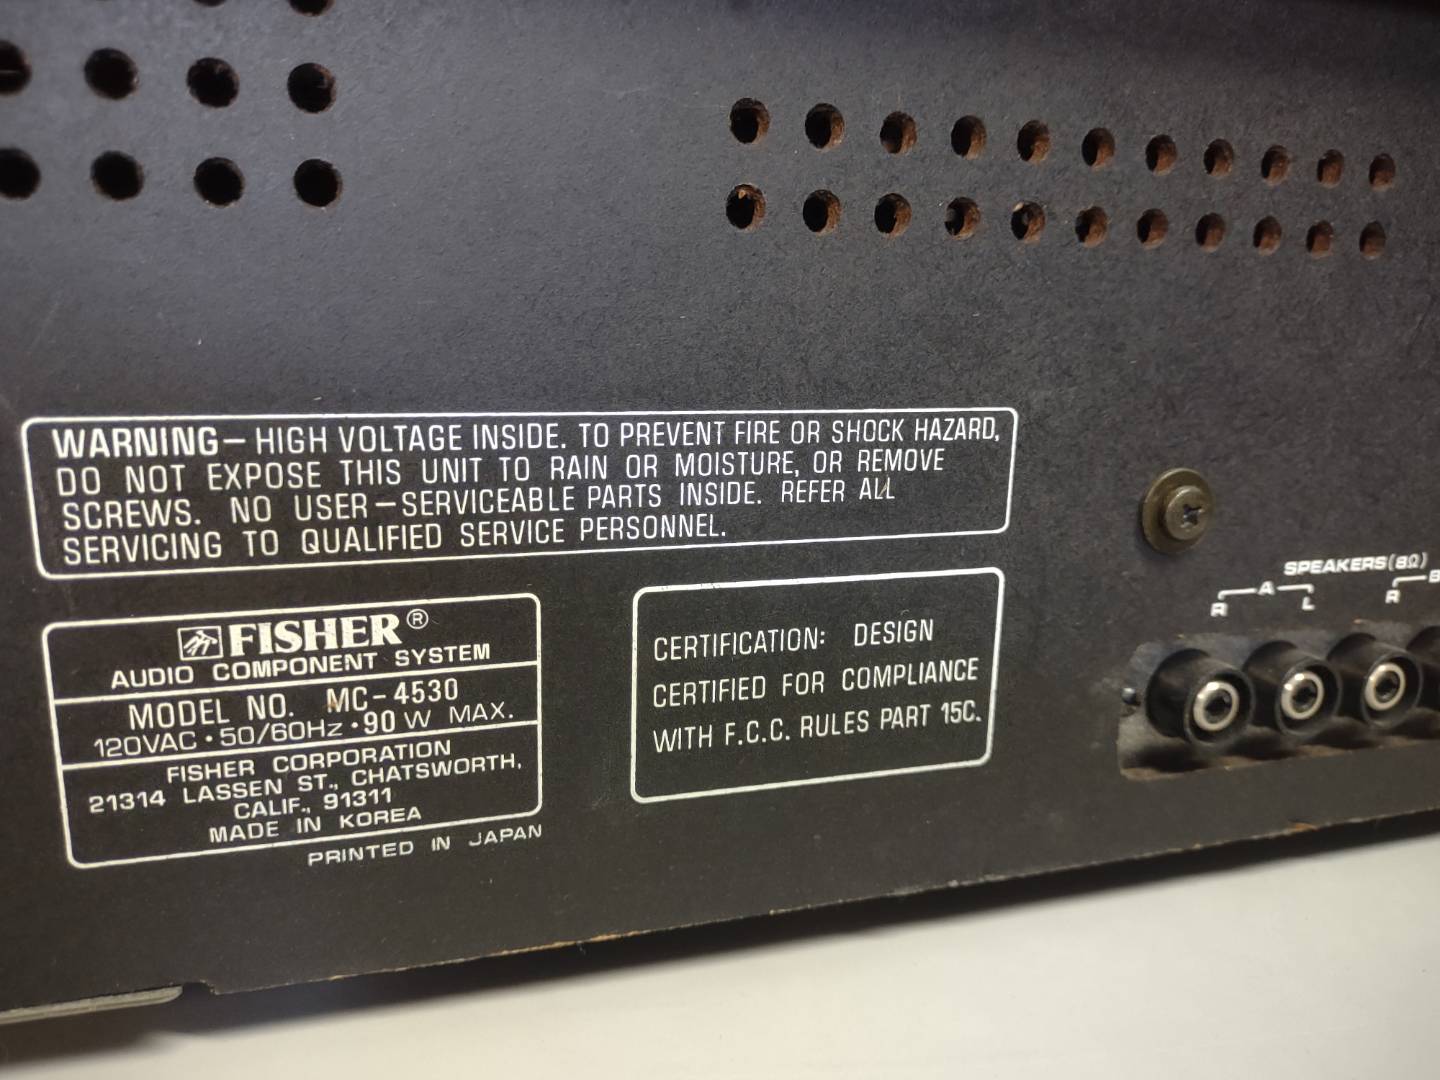 WARNING— HIGH VOLTAGE INSIDE. TO PREVENT FIRE OR SHOCK HAZARD,
DO NOT EXPOSE THIS UNIT TO RAIN OR MOISTURE, OR REMOVE
SCREWS. NO USER—SERVICEABLE PARTS INSIDE. REFER ALL
SERVICING TO QUALIFIED SERVICE PERSONNEL.
FISHER®
AUDIO COMPONENT SYSTEM
MODEL NO. MC-4530
120VAC·50/60Hz·90 W MAX.
FISHER CORPORATION
21314 LASSEN ST., CHATSWORTH,
CALIF., 91311
MADE IN KOREA
PRINTED IN JAPAN
CERTIFICATION: DESIGN
CERTIFIED FOR COMPLIANCE
WITH F.C.C. RULES PART 15C.
SPEAKERS(8Ω)
A B
R L R